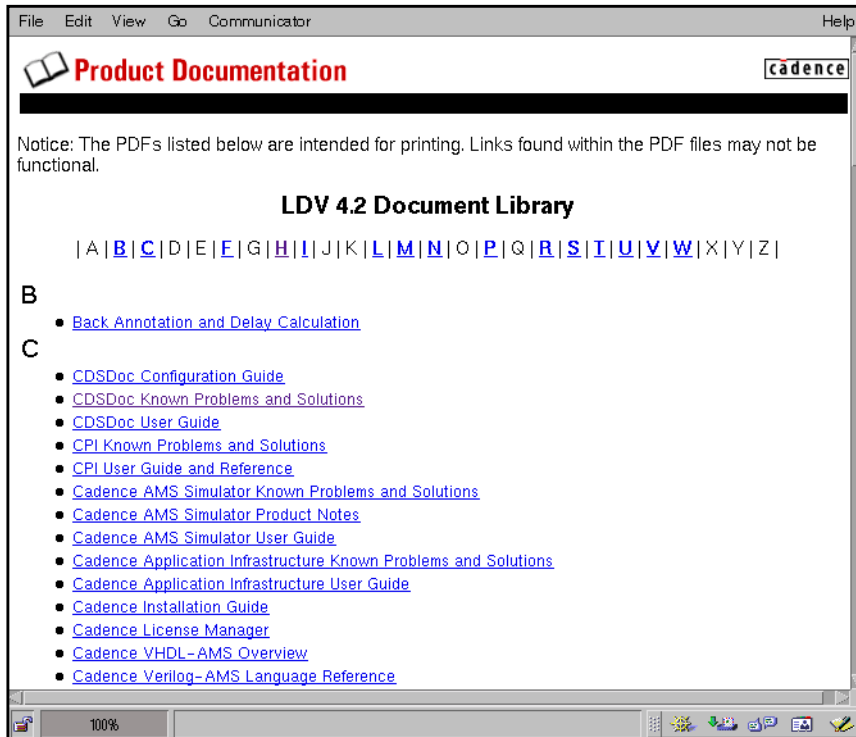 File Edit View Go Communicator Help
Product Documentation
cādence
Notice: The PDFs listed below are intended for printing. Links found within the PDF files may not be
functional.
LDV 4.2 Document Library
| A | B | C | D | E | F | G | H | I | J | K | L | M | N | O | P | Q | R | S | T | U | V | W | X | Y | Z |
B
● Back Annotation and Delay Calculation
C
● CDSDoc Configuration Guide
● CDSDoc Known Problems and Solutions
● CDSDoc User Guide
● CPI Known Problems and Solutions
● CPI User Guide and Reference
● Cadence AMS Simulator Known Problems and Solutions
● Cadence AMS Simulator Product Notes
● Cadence AMS Simulator User Guide
● Cadence Application Infrastructure Known Problems and Solutions
● Cadence Application Infrastructure User Guide
● Cadence Installation Guide
● Cadence License Manager
● Cadence VHDL-AMS Overview
● Cadence Verilog-AMS Language Reference
100%